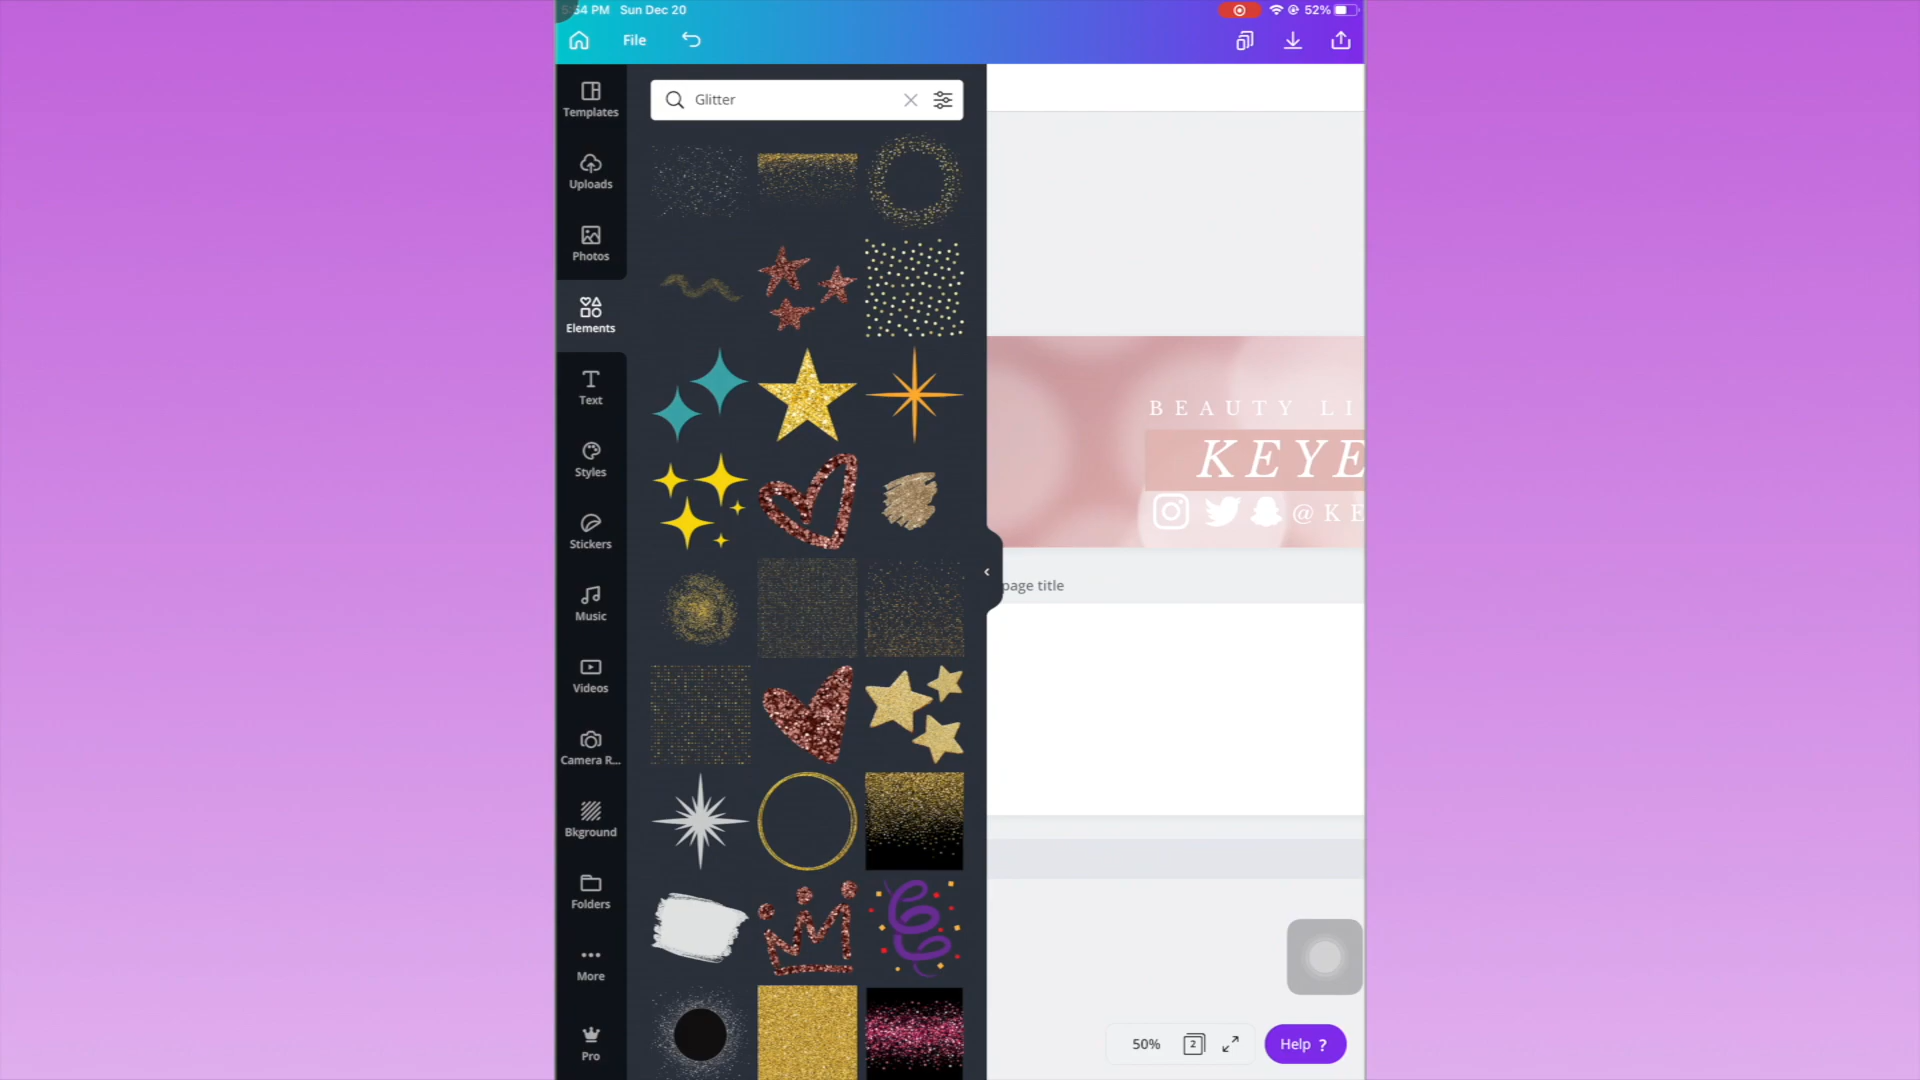 5:54 PM Sun Dec 20
52%
File
Templates
Glitter
Uploads
Photos
Elements
Text
Styles
Stickers
Music
Videos
Camera R...
Bkground
Folders
More
Pro
BEAUTY LI
KEYE
@KE
page title
50%
2
Help ?